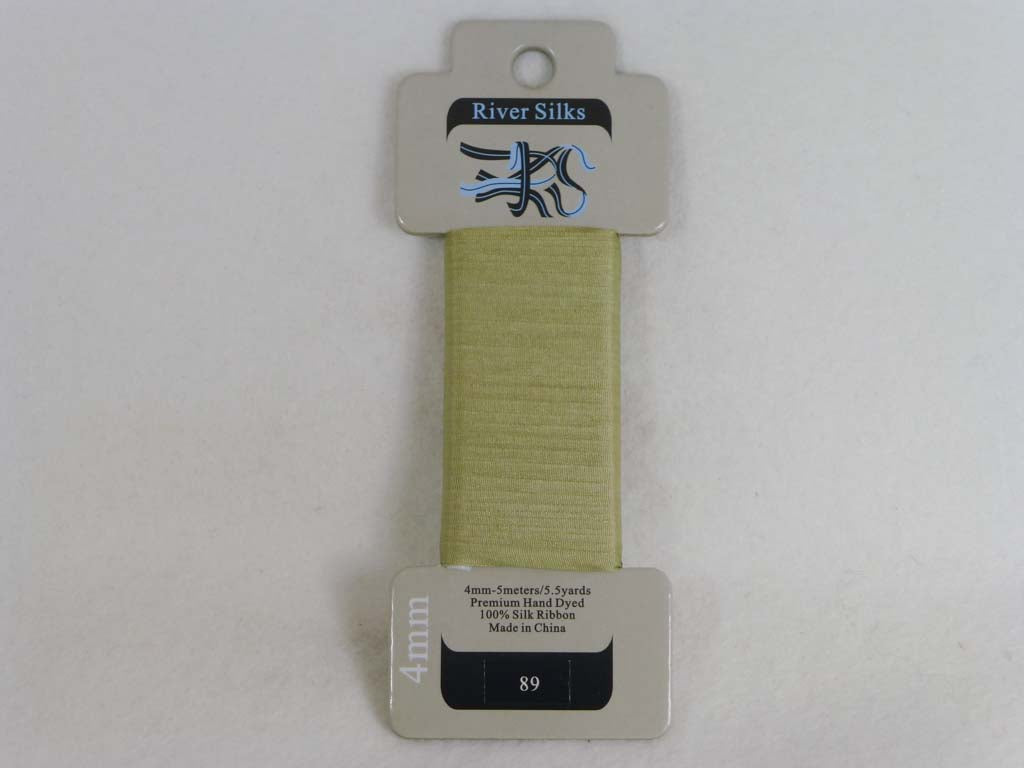 River Silks
4mm-5meters/5.5yards
Premium Hand Dyed
100% Silk Ribbon
Made in China
4mm
89